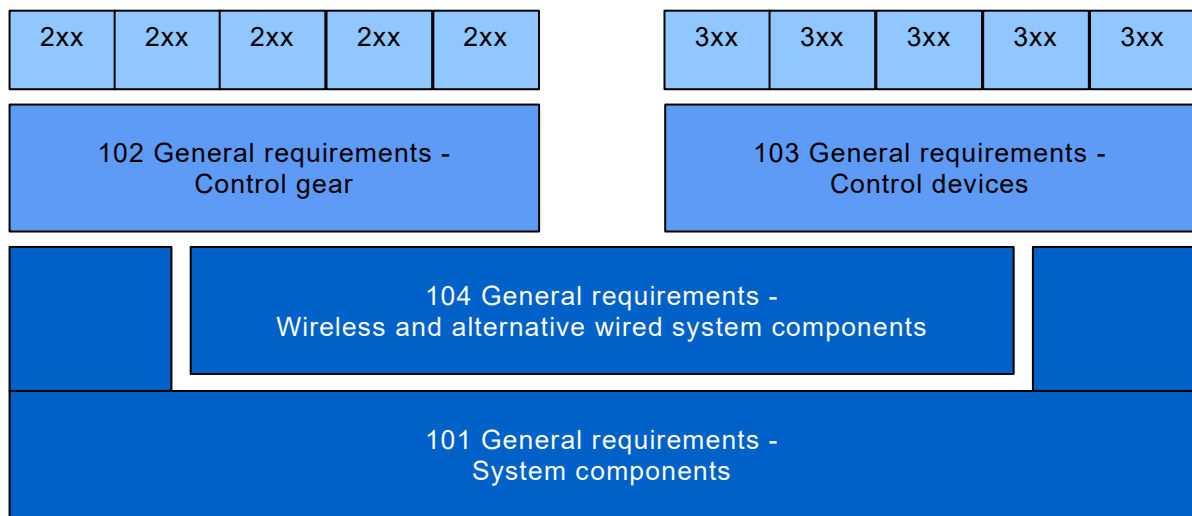 2xx 2xx 2xx 2xx 2xx 3xx 3xx 3xx 3xx 3xx
102 General requirements -
Control gear
103 General requirements -
Control devices
104 General requirements -
Wireless and alternative wired system components
101 General requirements -
System components